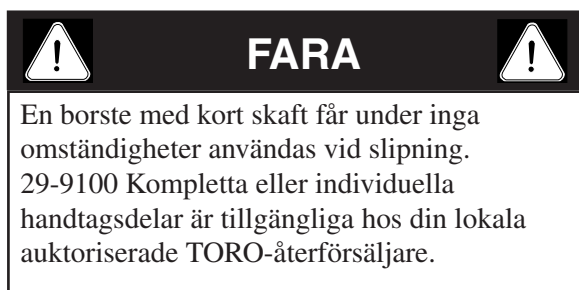 FARA
En borste med kort skaft får under inga
omständigheter användas vid slipning.
29-9100 Kompletta eller individuella
handtagsdelar är tillgängliga hos din lokala
auktoriserade TORO-återförsäljare.